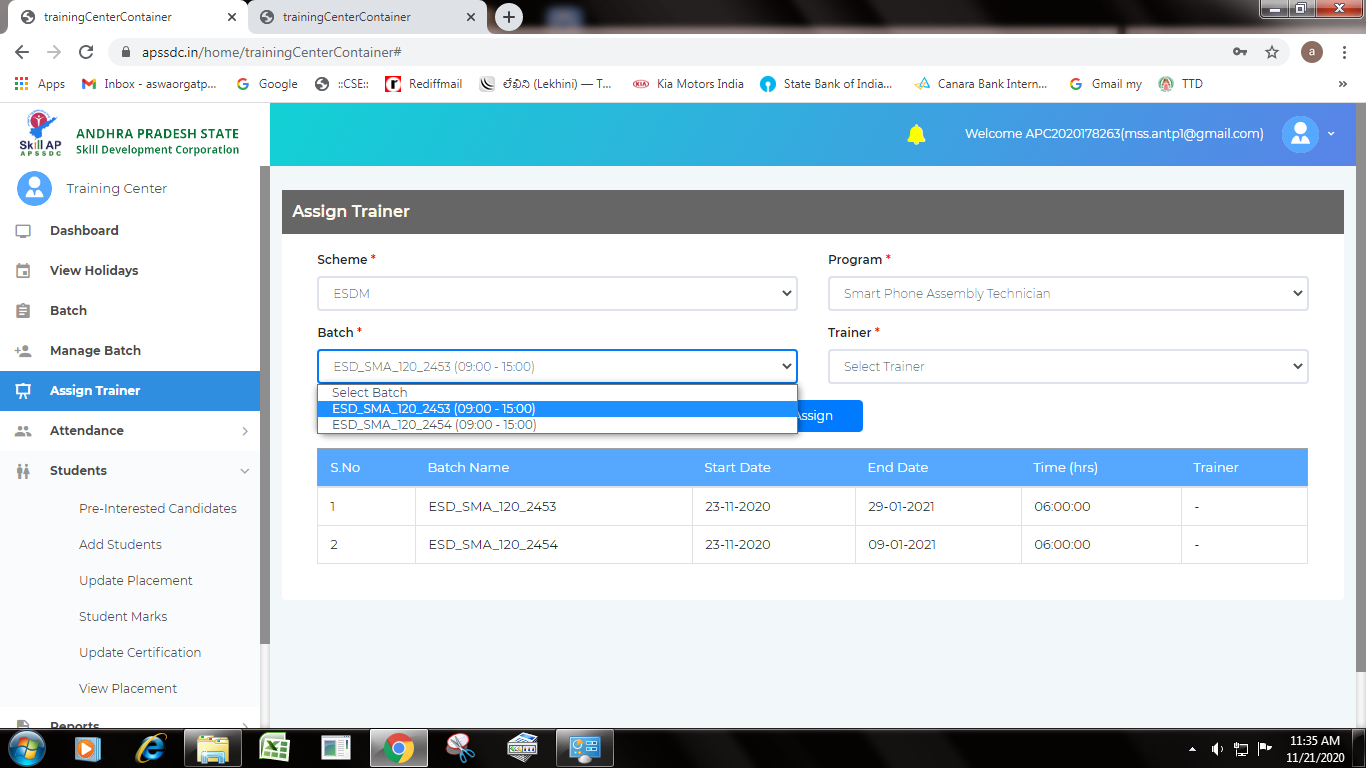 trainingCenterContainer
trainingCenterContainer
apssdc.in/home/trainingCenterContainer#
a
Apps
Inbox - aswaorgatp...
Google
::CSE::
Rediffmail
లేఖిని (Lekhini) — T...
Kia Motors India
State Bank of India...
Canara Bank Intern...
Gmail my
TTD
»
Skill AP
APSSDC
ANDHRA PRADESH STATE
Skill Development Corporation
Welcome APC2020178263(mss.antp1@gmail.com)
Training Center
Dashboard
View Holidays
Batch
Manage Batch
Assign Trainer
Attendance
Students
Pre-Interested Candidates
Add Students
Update Placement
Student Marks
Update Certification
View Placement
Reports
Assign Trainer
Scheme *
Program *
ESDM
Smart Phone Assembly Technician
Batch *
Trainer *
ESD_SMA_120_2453 (09:00 - 15:00)
Select Trainer
Select Batch
ESD_SMA_120_2453 (09:00 - 15:00)
ESD_SMA_120_2454 (09:00 - 15:00)
Assign
S.No Batch Name Start Date End Date Time (hrs) Trainer
1 ESD_SMA_120_2453 23-11-2020 29-01-2021 06:00:00 -
2 ESD_SMA_120_2454 23-11-2020 09-01-2021 06:00:00 -
11:35 AM
11/21/2020